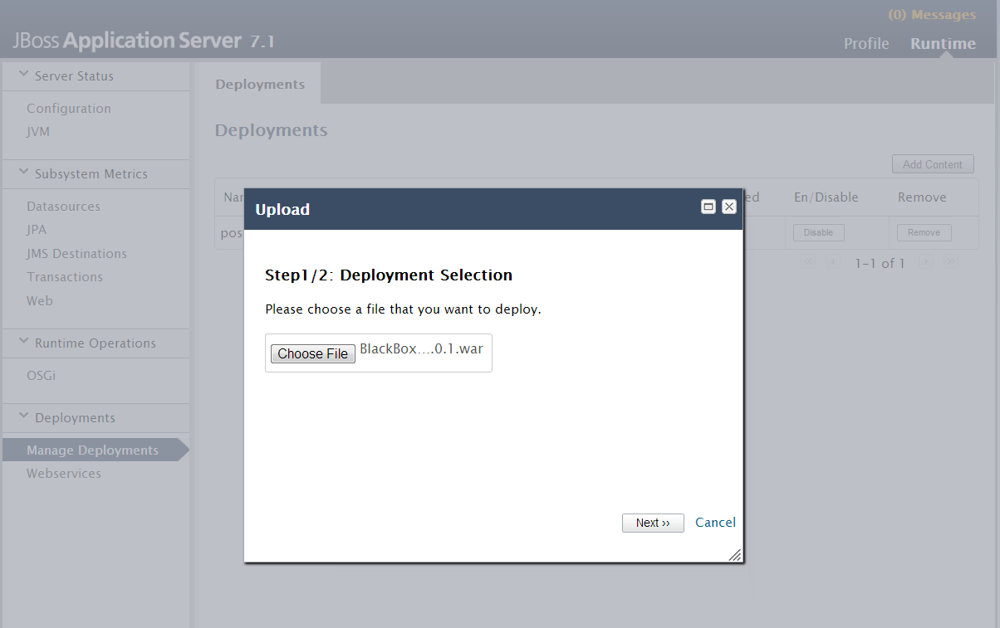 (0) Messages
JBoss Application Server 7.1
Profile Runtime
Server Status
Configuration
JVM
Subsystem Metrics
Datasources
JPA
JMS Destinations
Transactions
Web
Runtime Operations
OSGi
Deployments
Manage Deployments
Webservices
Deployments
Deployments
Add Content
En/Disable Remove
Disable Remove
1-1 of 1
Upload
Step1/2: Deployment Selection
Please choose a file that you want to deploy.
Choose File BlackBox....0.1.war
Next ›› Cancel